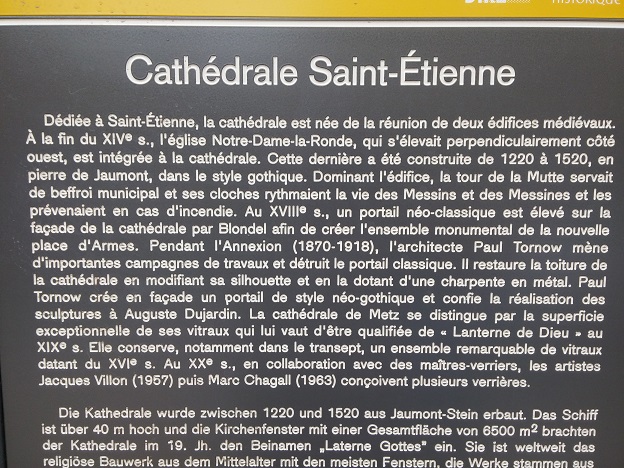 HISTORIQUE
Cathédrale Saint-Étienne
Dédiée à Saint-Étienne, la cathédrale est née de la réunion de deux édifices médiévaux.
À la fin du XIVe s., l'église Notre-Dame-la-Ronde, qui s'élevait perpendiculairement côté
ouest, est intégrée à la cathédrale. Cette dernière a été construite de 1220 à 1520, en
pierre de Jaumont, dans le style gothique. Dominant l'édifice, la tour de la Mutte servait
de beffroi municipal et ses cloches rythmaient la vie des Messins et des Messines et les
prévenaient en cas d'incendie. Au XVIIIe s., un portail néo-classique est élevé sur la
façade de la cathédrale par Blondel afin de créer l'ensemble monumental de la nouvelle
place d'Armes. Pendant l'Annexion (1870-1918), l'architecte Paul Tornow mène
d'importantes campagnes de travaux et détruit le portail classique. Il restaure la toiture de
la cathédrale en modifiant sa silhouette et en la dotant d'une charpente en métal. Paul
Tornow crée en façade un portail de style néo-gothique et confie la réalisation des
sculptures à Auguste Dujardin. La cathédrale de Metz se distingue par la superficie
exceptionnelle de ses vitraux qui lui vaut d'être qualifiée de « Lanterne de Dieu » au
XIXe s. Elle conserve, notamment dans le transept, un ensemble remarquable de vitraux
datant du XVIe s. Au XXe s., en collaboration avec des maîtres-verriers, les artistes
Jacques Villon (1957) puis Marc Chagall (1963) conçoivent plusieurs verrières.
Die Kathedrale wurde zwischen 1220 und 1520 aus Jaumont-Stein erbaut. Das Schiff
ist über 40 m hoch und die Kirchenfenster mit einer Gesamtfläche von 6500 m2 brachten
der Kathedrale im 19. Jh. den Beinamen „Laterne Gottes" ein. Sie ist weltweit das
religiöse Bauwerk aus dem Mittelalter mit den meisten Fenstern, die Werke stammen aus